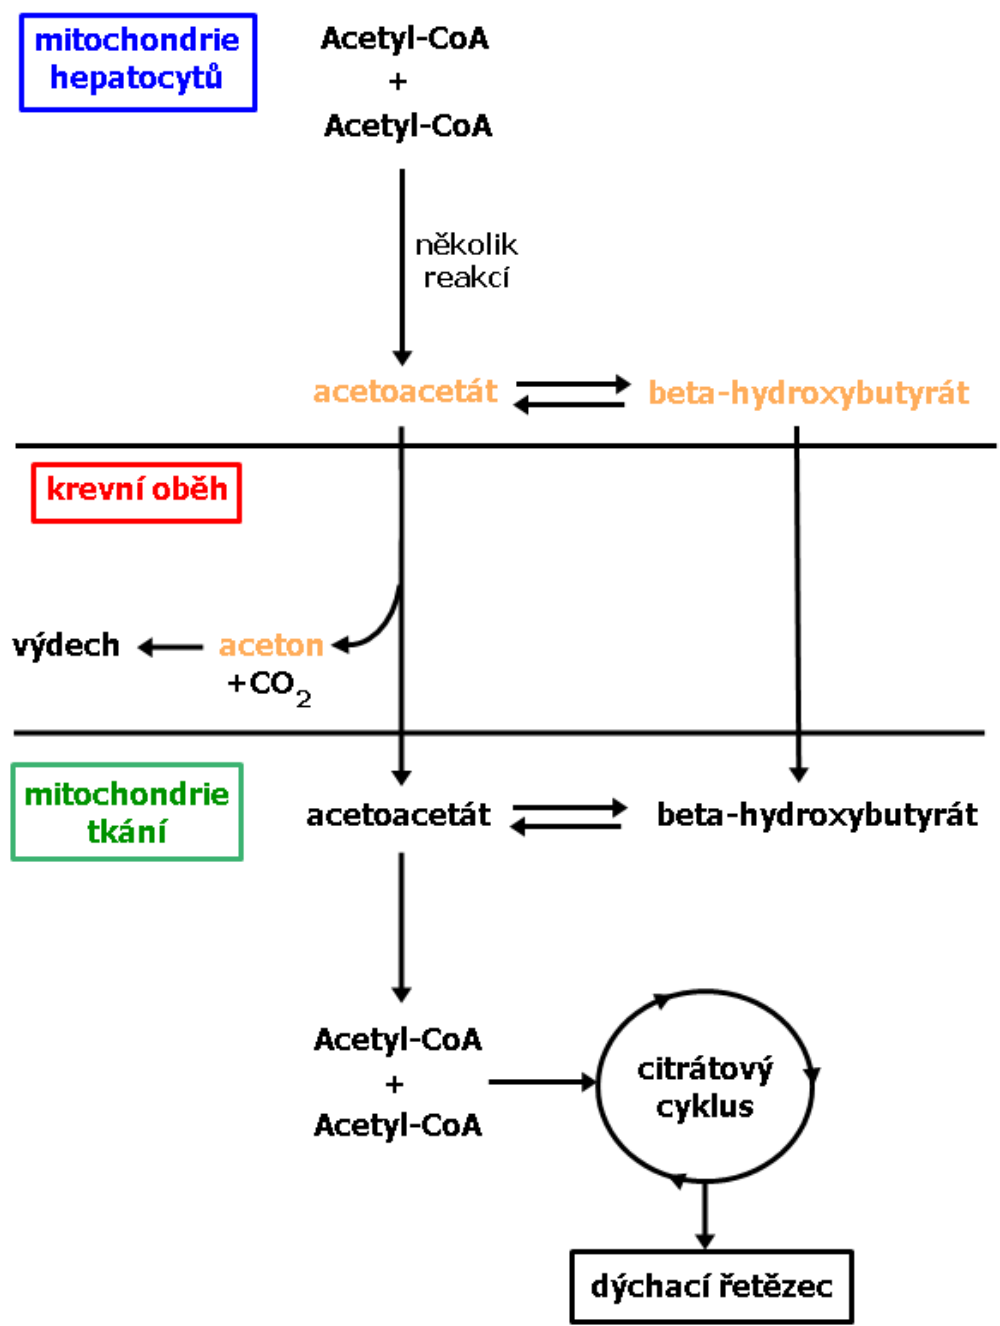 mitochondrie
hepatocytů
Acetyl-CoA
+
Acetyl-CoA
několik
reakcí
acetoacetát
beta-hydroxybutyrát
krevní oběh
výdech
aceton
+CO₂
mitochondrie
tkání
acetoacetát
beta-hydroxybutyrát
Acetyl-CoA
+
Acetyl-CoA
citrátový
cyklus
dýchací řetězec